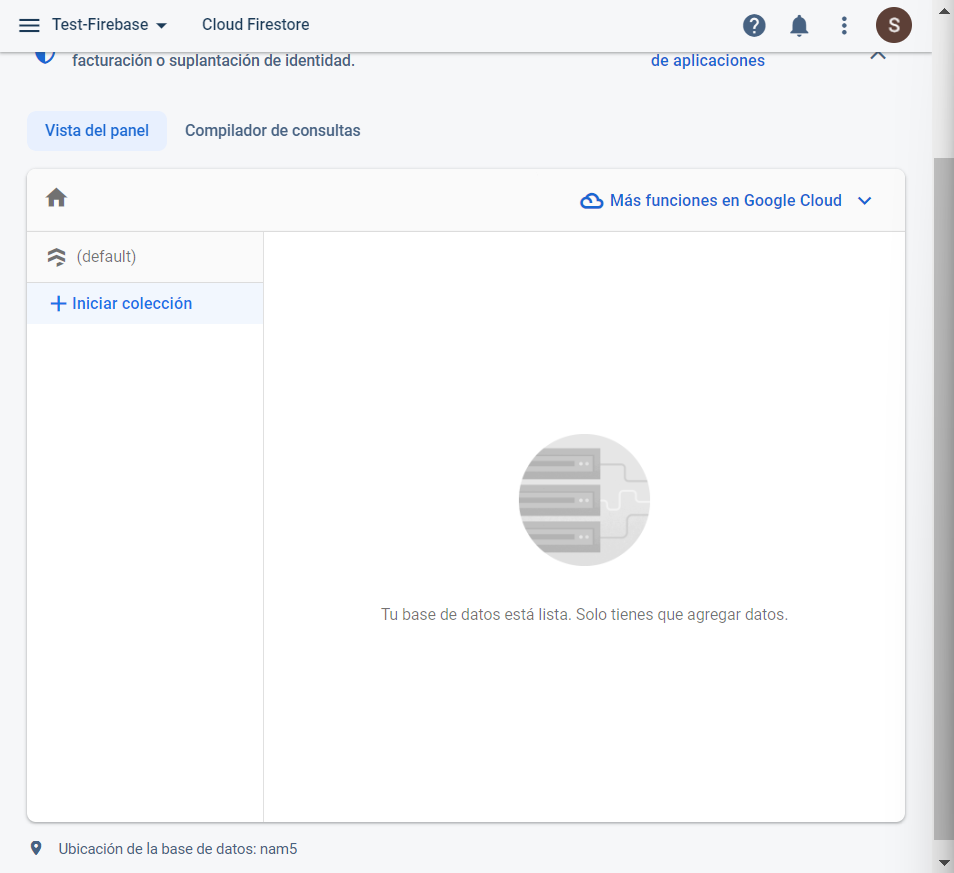 Test-Firebase
Cloud Firestore
S
facturación o suplantación de identidad.
de aplicaciones
Vista del panel
Compilador de consultas
Más funciones en Google Cloud
(default)
Iniciar colección
Tu base de datos está lista. Solo tienes que agregar datos.
Ubicación de la base de datos: nam5